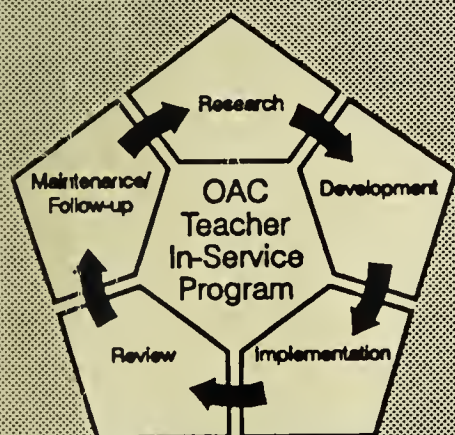 Research
Development
Implementation
Review
Maintenance/
Follow-up
OAC
Teacher
In-Service
Program